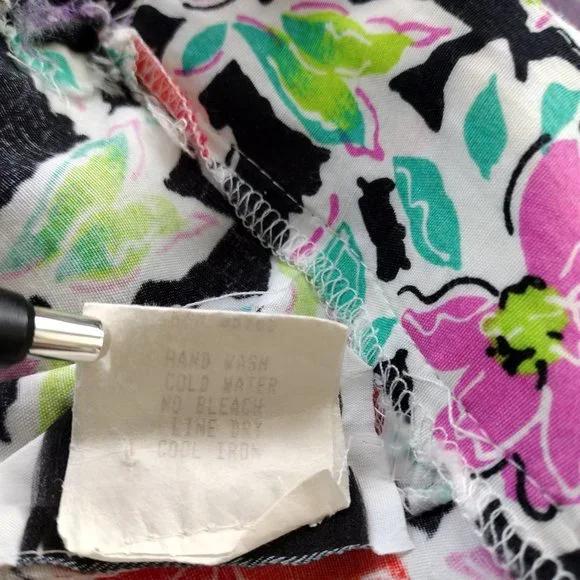 HAND WASH
COLD WATER
NO BLEACH
LINE DRY
COOL IRON